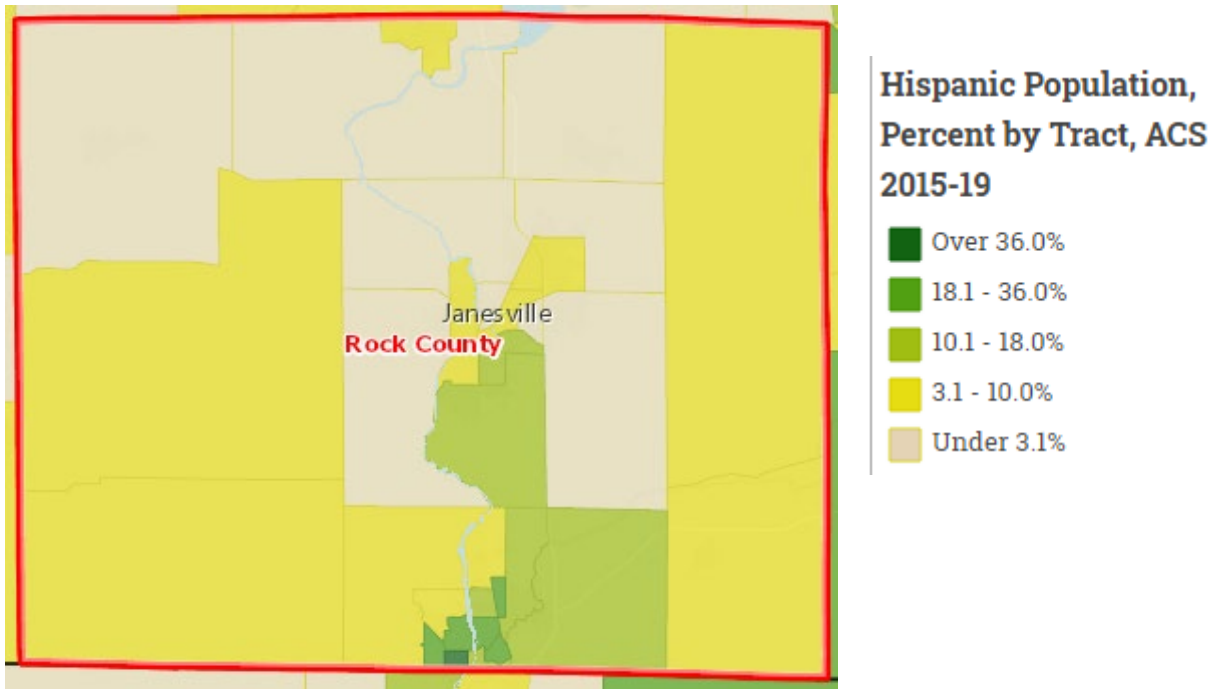 Janesville
Rock County
Hispanic Population,
Percent by Tract, ACS
2015-19
Over 36.0%
18.1 - 36.0%
10.1 - 18.0%
3.1 - 10.0%
Under 3.1%